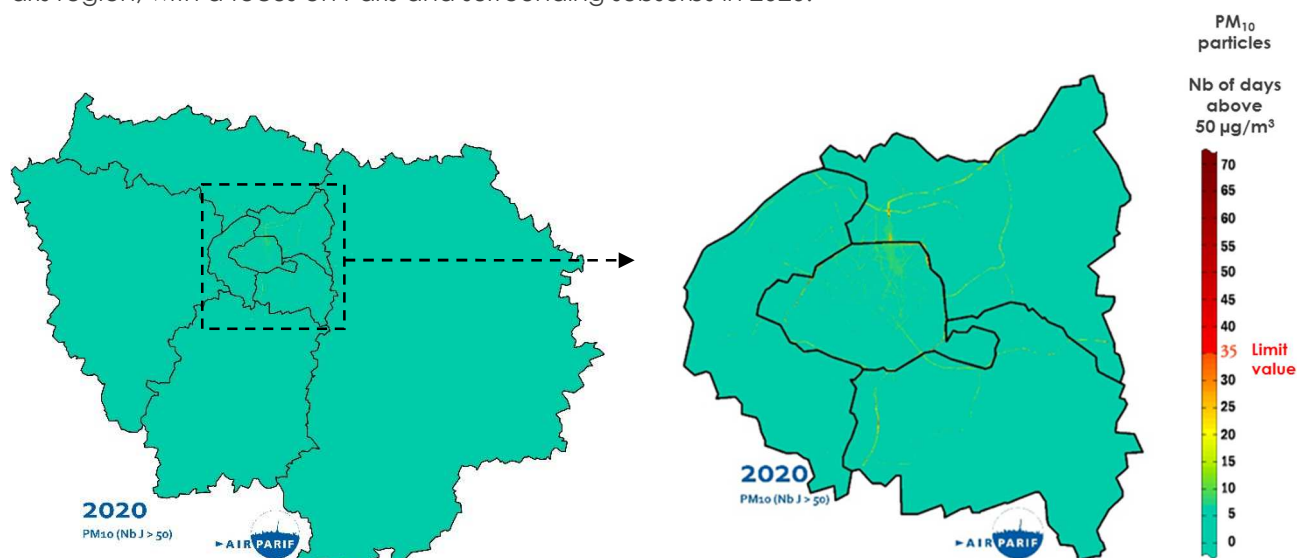 PM10
particles
Nb of days
above
50 µg/m³
70
65
60
55
50
45
40
35 Limit
value
30
25
20
15
10
5
0
2020
PM10 (Nb J > 50)
AIRPARIF
2020
PM10 (Nb J > 50)
AIRPARIF